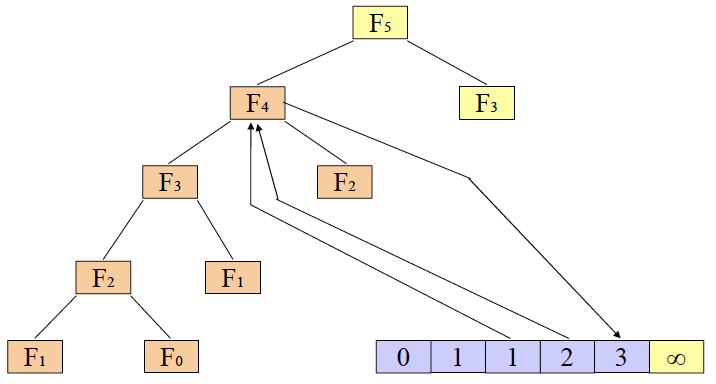 F₅
F₄ F₃
F₃ F₂
F₂ F₁
F₁ F₀ 0 1 1 2 3 ∞